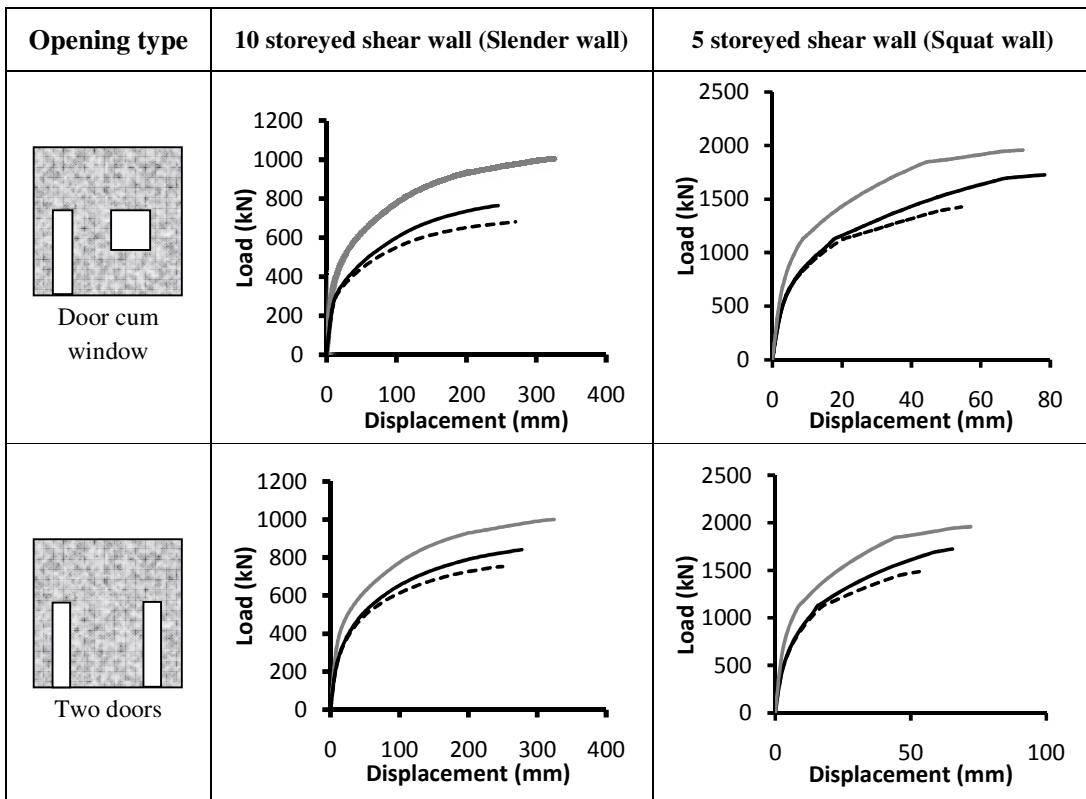 Opening type
10 storeyed shear wall (Slender wall)
5 storeyed shear wall (Squat wall)
Door cum
window
Load (kN)
1200
1000
800
600
400
200
0
0 100 200 300 400
Displacement (mm)
Load (kN)
2500
2000
1500
1000
500
0
0 20 40 60 80
Displacement (mm)
Two doors
Load (kN)
1200
1000
800
600
400
200
0
0 100 200 300 400
Displacement (mm)
Load (kN)
2500
2000
1500
1000
500
0
0 50 100
Displacement (mm)